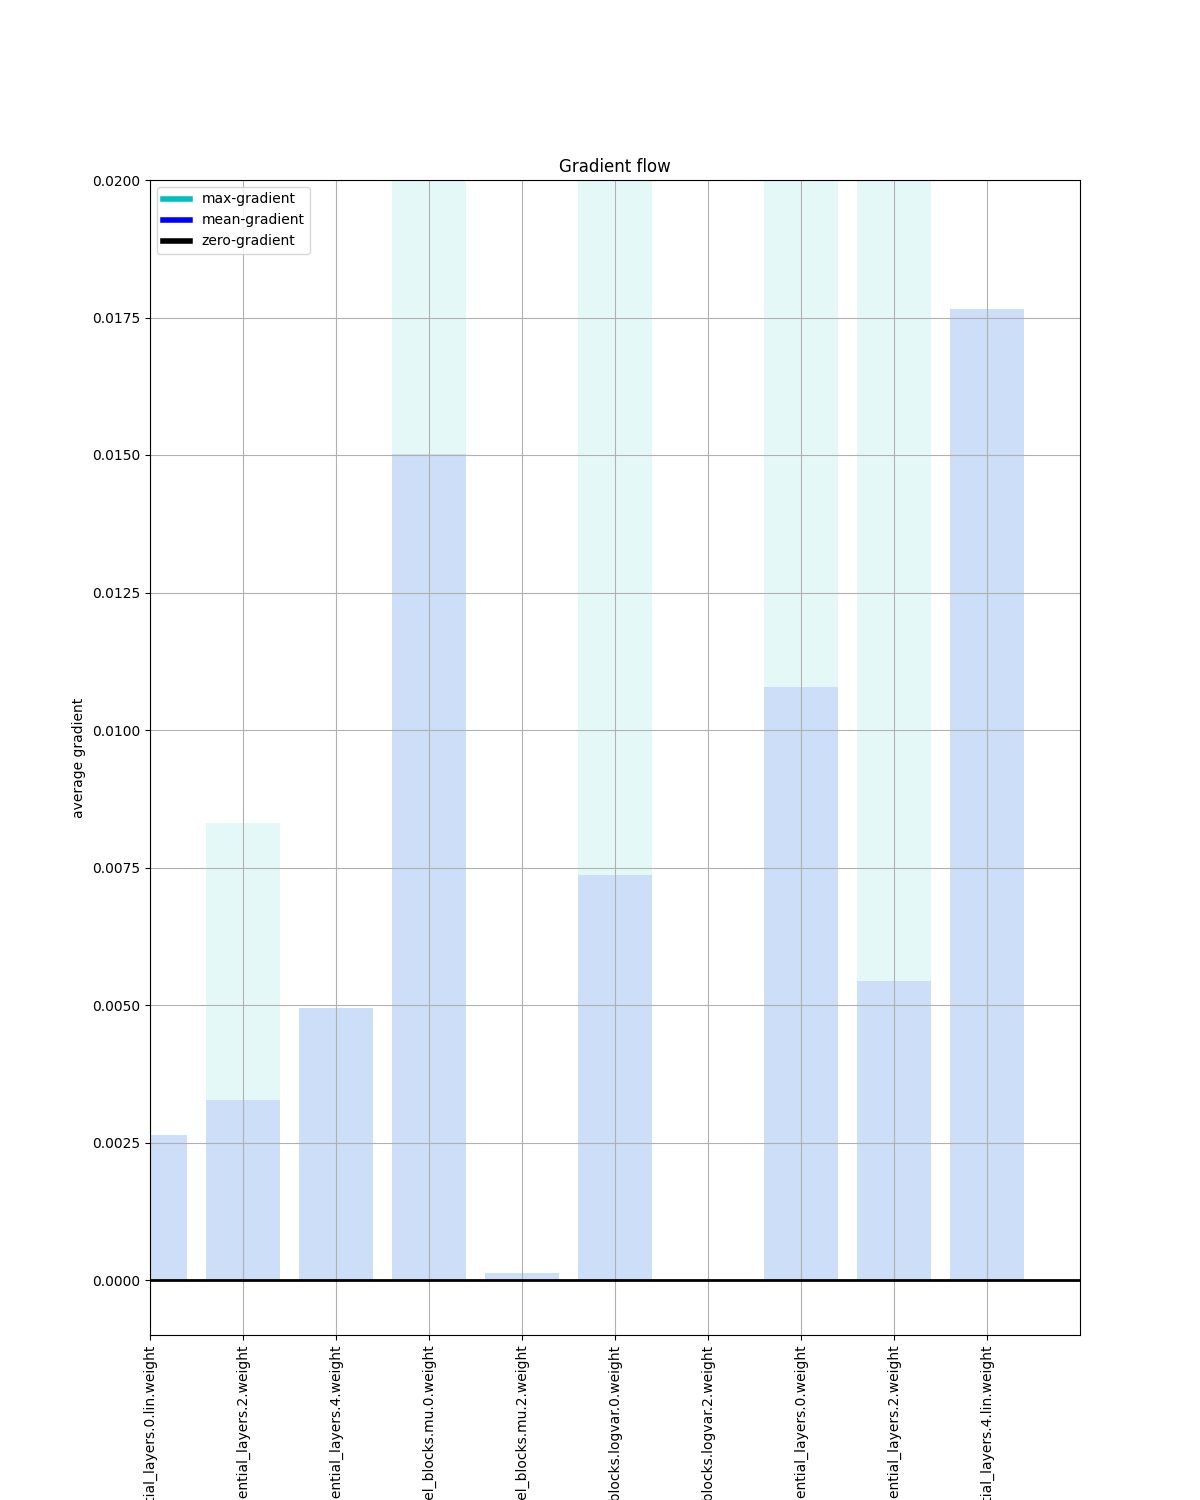 Gradient flow
max-gradient
mean-gradient
zero-gradient
0.0200
0.0175
0.0150
0.0125
0.0100
0.0075
0.0050
0.0025
0.0000
average gradient
tial_layers.0.lin.weight
ential_layers.2.weight
ential_layers.4.weight
el_blocks.mu.0.weight
el_blocks.mu.2.weight
blocks.logvar.0.weight
blocks.logvar.2.weight
ential_layers.0.weight
ential_layers.2.weight
tial_layers.4.lin.weight